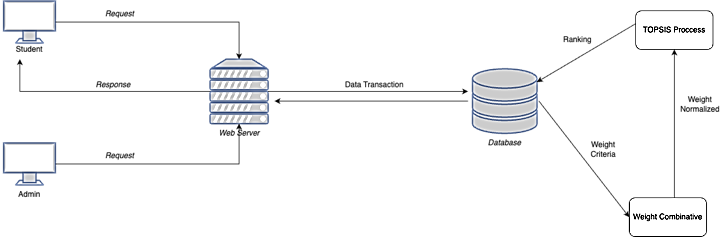 Request
Student
Response
Web Server
Request
Admin
Data Transaction
Database
Ranking
TOPSIS Proccess
Weight
Normalized
Weight
Criteria
Weight Combinative